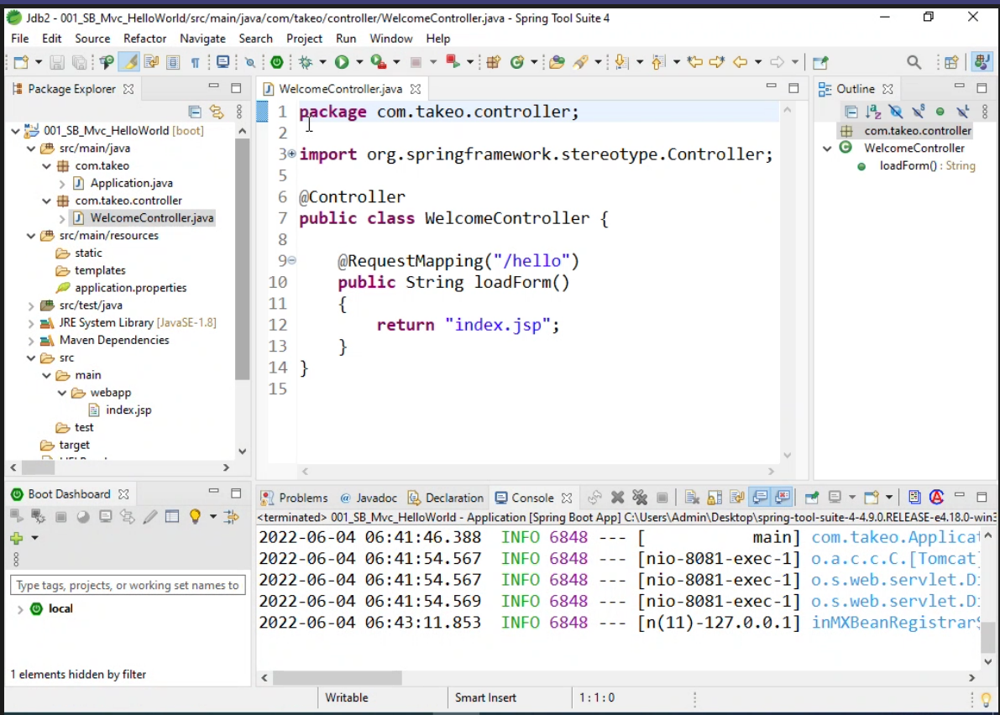 Jdb2 - 001_SB_Mvc_HelloWorld/src/main/java/com/takeo/controller/WelcomeController.java - Spring Tool Suite 4
File Edit Source Refactor Navigate Search Project Run Window Help
Package Explorer
001_SB_Mvc_HelloWorld [boot]
src/main/java
com.takeo
Application.java
com.takeo.controller
WelcomeController.java
src/main/resources
static
templates
application.properties
src/test/java
JRE System Library [JavaSE-1.8]
Maven Dependencies
src
main
webapp
index.jsp
test
target
WelcomeController.java
1 package com.takeo.controller;
2
3 import org.springframework.stereotype.Controller;
5
6 @Controller
7 public class WelcomeController {
8
9 @RequestMapping("/hello")
10 public String loadForm()
11 {
12 return "index.jsp";
13 }
14 }
15
Outline
com.takeo.controller
WelcomeController
loadForm() : String
Boot Dashboard
Type tags, projects, or working set names to
local
1 elements hidden by filter
Problems @ Javadoc Declaration Console
<terminated> 001_SB_Mvc_HelloWorld - Application [Spring Boot App] C:\Users\Admin\Desktop\spring-tool-suite-4-4.9.0.RELEASE-e4.18.0-win3
2022-06-04 06:41:46.388 INFO 6848 --- [ main] com.takeo.Applicat
2022-06-04 06:41:54.567 INFO 6848 --- [nio-8081-exec-1] o.a.c.c.C.[Tomcat]
2022-06-04 06:41:54.567 INFO 6848 --- [nio-8081-exec-1] o.s.web.servlet.Di
2022-06-04 06:41:54.569 INFO 6848 --- [nio-8081-exec-1] o.s.web.servlet.Di
2022-06-04 06:43:11.853 INFO 6848 --- [n(11)-127.0.0.1] inMXBeanRegistrar$
Writable Smart Insert 1 : 1 : 0